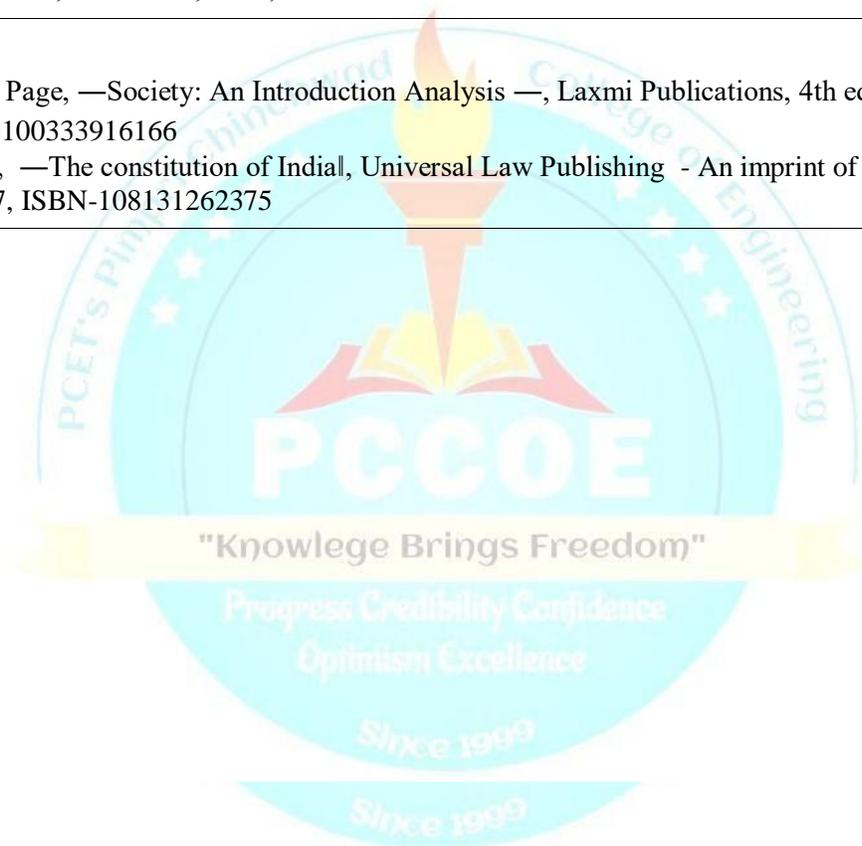 Page, ―Society: An Introduction Analysis ―, Laxmi Publications, 4th
100333916166
, ―The constitution of India‖, Universal Law Publishing - An imprint of
7, ISBN-108131262375
PCET's Pimpri Chinchwad College of Engineering
PCCOE
"Knowlege Brings Freedom"
Progress Credibility Confidence
Optimism Excellence
Since 1999
Since 1999